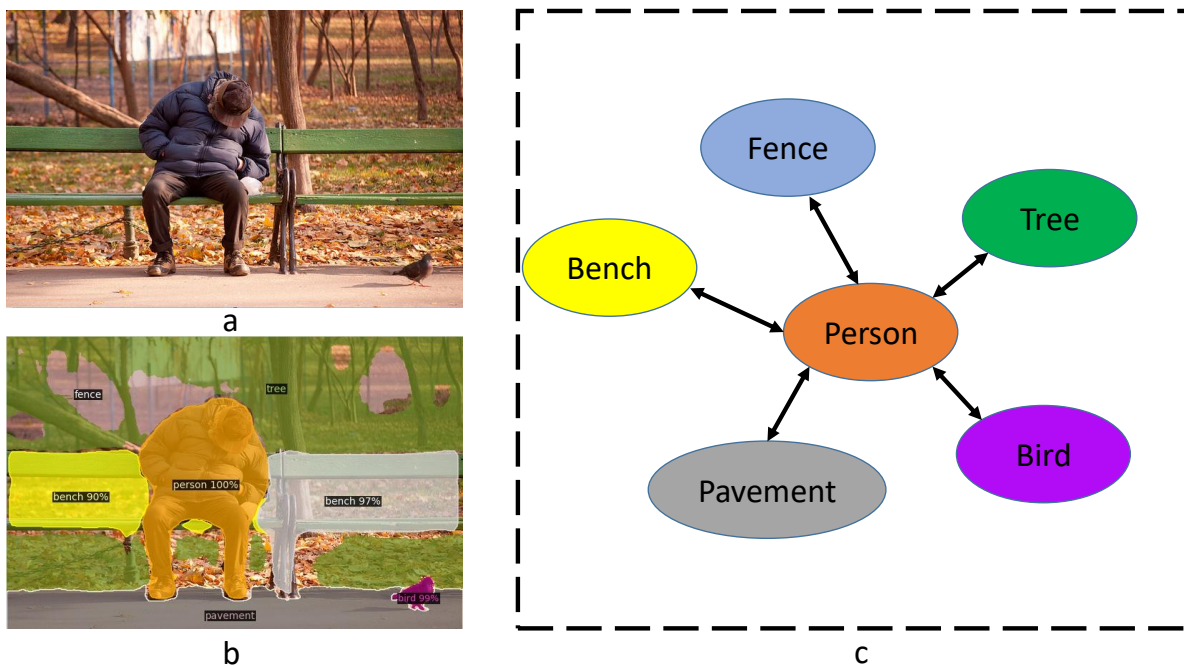 a
fence
tree
bench 90%
person 100%
bench 97%
bird 99%
pavement
b
Fence
Tree
Bench
Person
Bird
Pavement
c